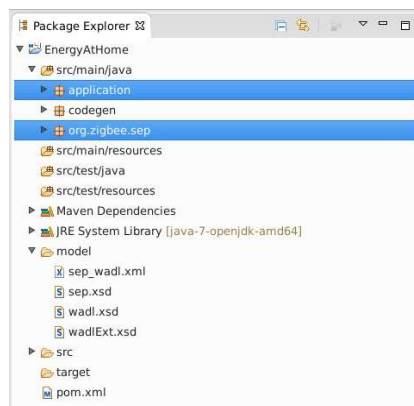 Package Explorer
EnergyAtHome
src/main/java
application
codegen
org.zigbee.sep
src/main/resources
src/test/java
src/test/resources
Maven Dependencies
JRE System Library [java-7-openjdk-amd64]
model
sep_wadl.xml
sep.xsd
wadl.xsd
wadlExt.xsd
src
target
pom.xml